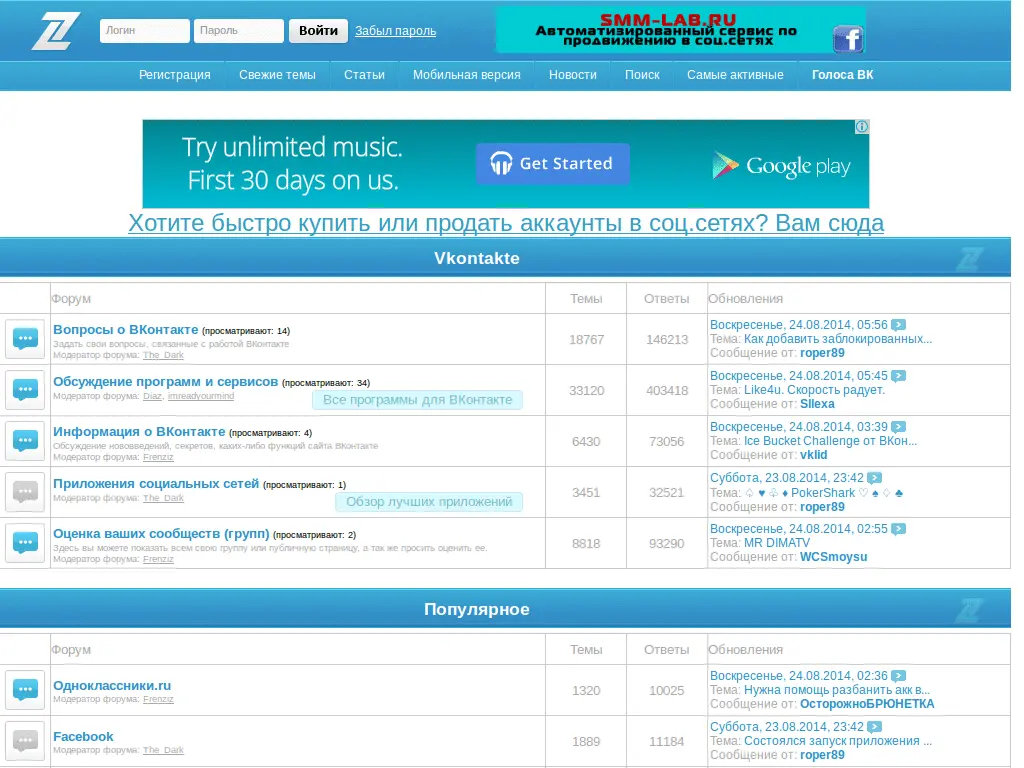 Логин Пароль Войти Забыл пароль
SMM-LAB.RU
Автоматизированный сервис по
продвижению в соц.сетях
Регистрация Свежие темы Статьи Мобильная версия Новости Поиск Самые активные Голоса ВК
Try unlimited music.
First 30 days on us.
Get Started
Google play
Хотите быстро купить или продать аккаунты в соц.сетях? Вам сюда
Vkontakte
Форум Темы Ответы Обновления
Вопросы о ВКонтакте (просматривают: 14)
Задать свои вопросы, связанные с работой ВКонтакте
Модератор форума: The_Dark
18767 146213
Воскресенье, 24.08.2014, 05:56
Тема: Как добавить заблокированных...
Сообщение от: roper89
Обсуждение программ и сервисов (просматривают: 34)
Модератор форума: Diaz, imreadyourmind
Все программы для ВКонтакте
33120 403418
Воскресенье, 24.08.2014, 05:45
Тема: Like4u. Скорость радует.
Сообщение от: Sllexa
Информация о ВКонтакте (просматривают: 4)
Обсуждение нововведений, секретов, каких-либо функций сайта ВКонтакте
Модератор форума: Frenziz
6430 73056
Воскресенье, 24.08.2014, 03:39
Тема: Ice Bucket Challenge от ВКон...
Сообщение от: vklid
Приложения социальных сетей (просматривают: 1)
Модератор форума: The_Dark
Обзор лучших приложений
3451 32521
Суббота, 23.08.2014, 23:42
Тема: ♤ ♥ ♧ ♦ PokerShark ♡ ♠ ♢ ♣
Сообщение от: roper89
Оценка ваших сообществ (групп) (просматривают: 2)
Здесь вы можете показать всем свою группу или публичную страницу, а так же просить оценить ее.
Модератор форума: Frenziz
8818 93290
Воскресенье, 24.08.2014, 02:55
Тема: MR DIMATV
Сообщение от: WCSmoysu
Популярное
Форум Темы Ответы Обновления
Одноклассники.ru
Модератор форума: Frenziz
1320 10025
Воскресенье, 24.08.2014, 02:36
Тема: Нужна помощь разбанить акк в...
Сообщение от: ОсторожноБРЮНЕТКА
Facebook
Модератор форума: The_Dark
1889 11184
Суббота, 23.08.2014, 23:42
Тема: Состоялся запуск приложения ...
Сообщение от: roper89